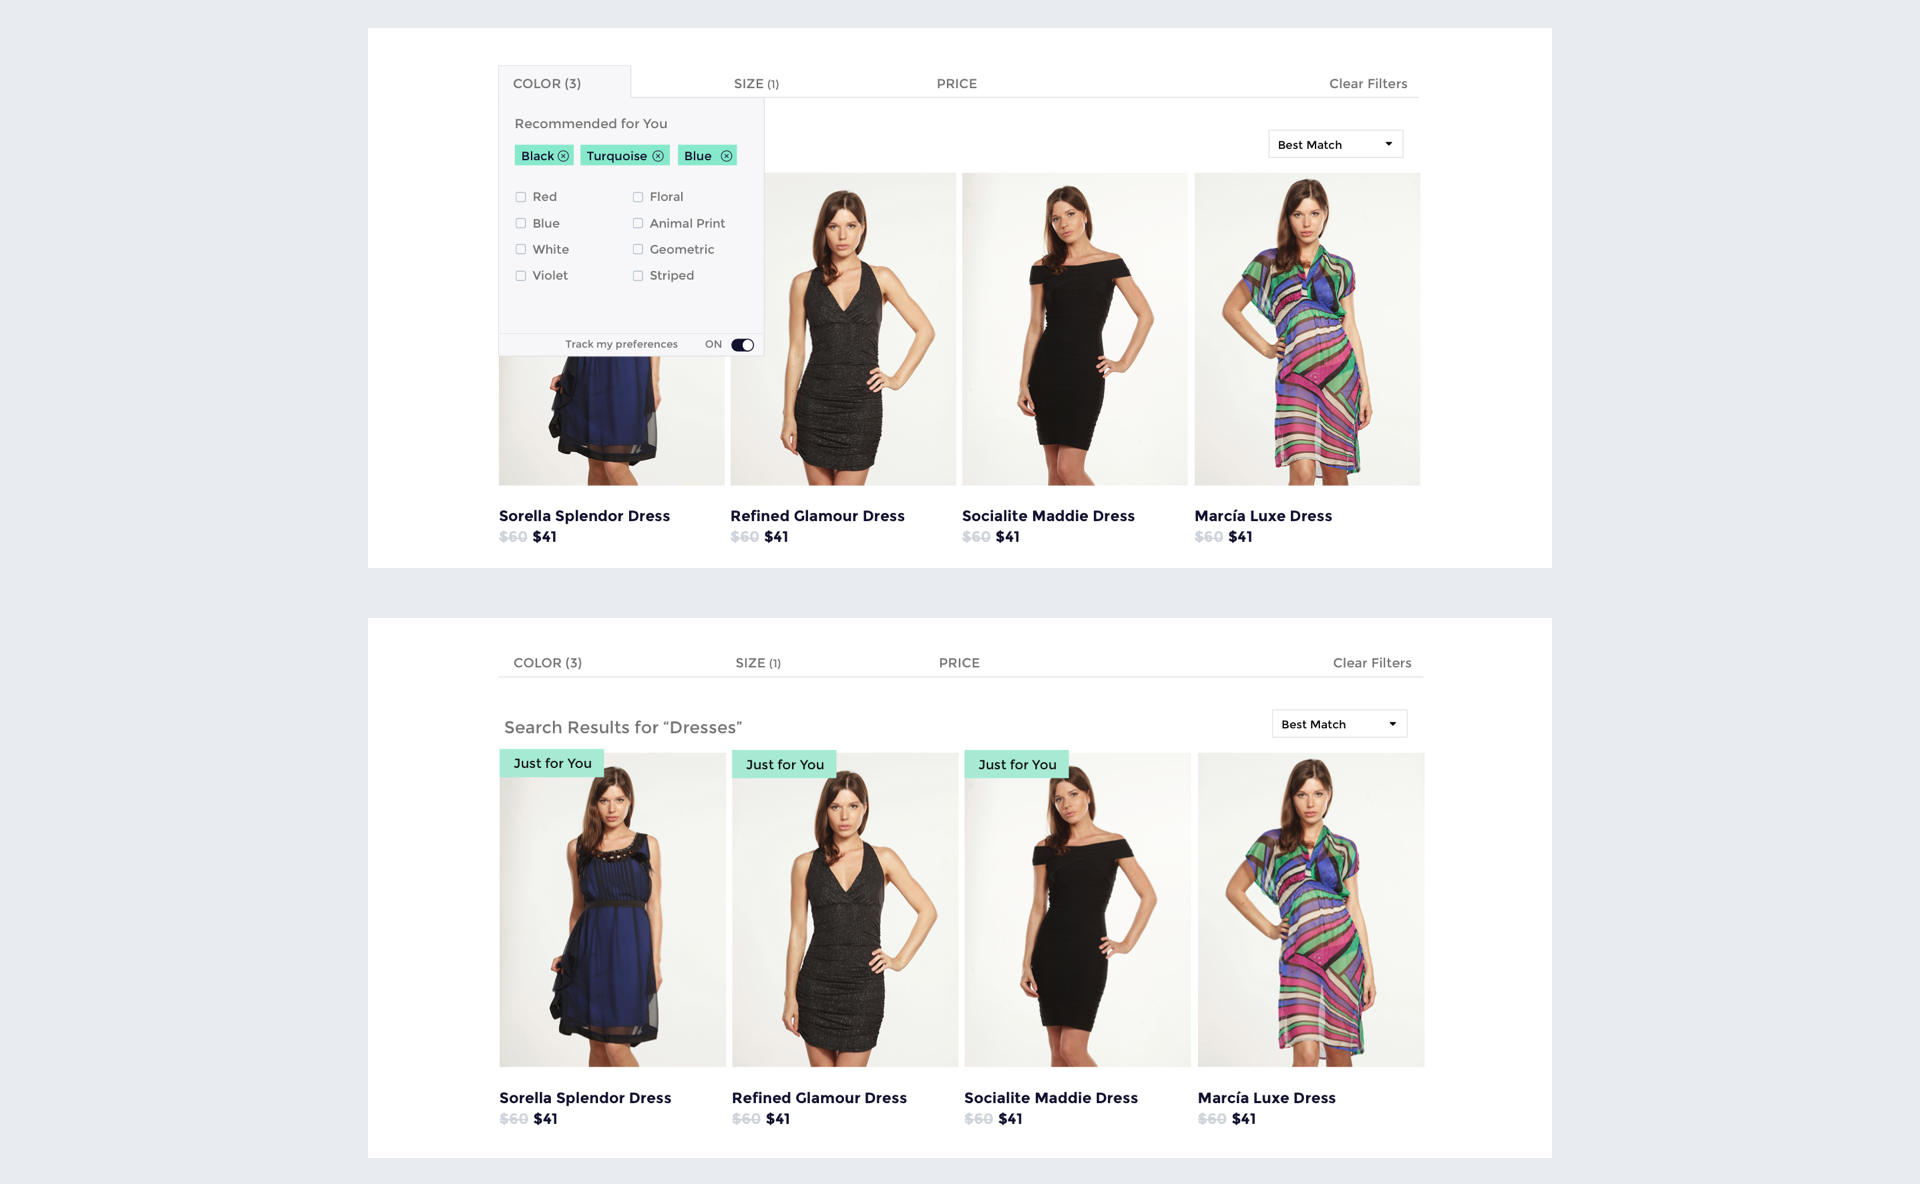 COLOR (3) SIZE (1) PRICE Clear Filters
Recommended for You
Best Match
Black Turquoise Blue
Red Floral
Blue Animal Print
White Geometric
Violet Striped
Track my preferences ON
Sorella Splendor Dress Refined Glamour Dress Socialite Maddie Dress Marcía Luxe Dress
$60 $41 $60 $41 $60 $41 $60 $41
COLOR (3) SIZE (1) PRICE Clear Filters
Search Results for “Dresses” Best Match
Just for You Just for You Just for You
Sorella Splendor Dress Refined Glamour Dress Socialite Maddie Dress Marcía Luxe Dress
$60 $41 $60 $41 $60 $41 $60 $41